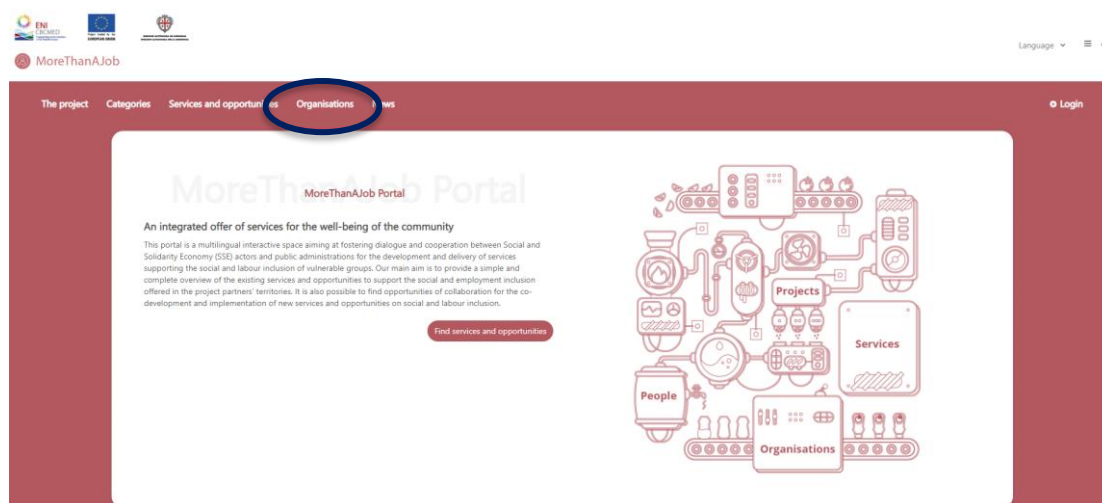 ENI
CBCMED
MoreThanAJob
Language
The project Categories Services and opportunities Organisations News
Login
MoreThanAJob Portal
MoreThanAJob Portal
An integrated offer of services for the well-being of the community
This portal is a multilingual interactive space aiming at fostering dialogue and cooperation between Social and
Solidarity Economy (SSE) actors and public administrations for the development and delivery of services
supporting the social and labour inclusion of vulnerable groups. Our main aim is to provide a simple and
complete overview of the existing services and opportunities to support the social and employment inclusion
offered in the project partners' territories. It is also possible to find opportunities of collaboration for the co-
development and implementation of new services and opportunities on social and labour inclusion.
Find services and opportunities
Projects
Services
People
Organisations